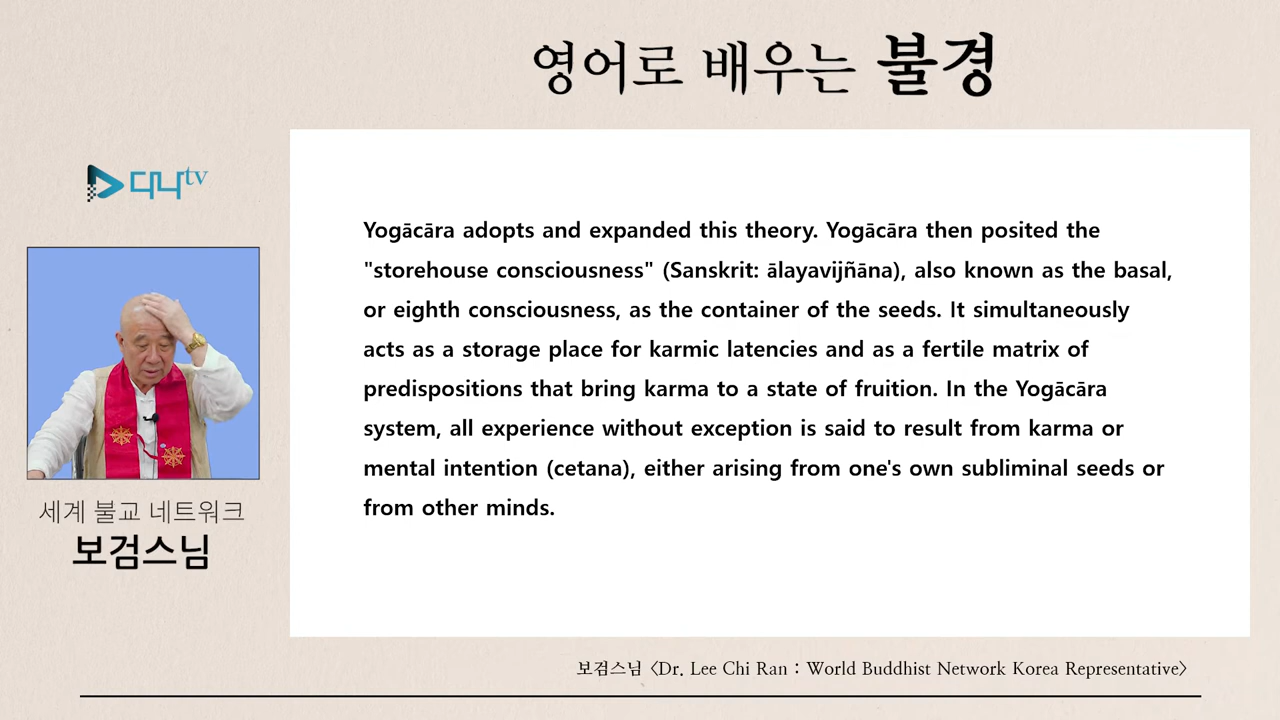 영어로 배우는 불경
디나tv
Yogācāra adopts and expanded this theory. Yogācāra then posited the
"storehouse consciousness" (Sanskrit: ālayavijñāna), also known as the basal,
or eighth consciousness, as the container of the seeds. It simultaneously
acts as a storage place for karmic latencies and as a fertile matrix of
predispositions that bring karma to a state of fruition. In the Yogācāra
system, all experience without exception is said to result from karma or
mental intention (cetana), either arising from one's own subliminal seeds or
from other minds.
세계 불교 네트워크
보검스님
보검스님 <Dr. Lee Chi Ran : World Buddhist Network Korea Representative>